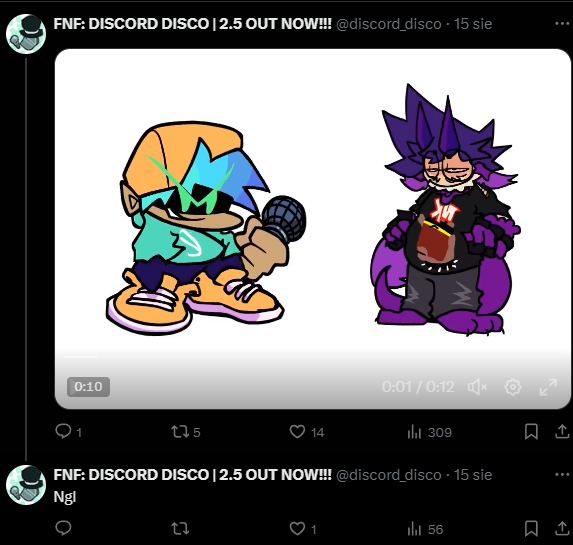 FNF: DISCORD DISCO | 2.5 OUT NOW!!! @discord_disco · 15 sie
0:10
0:01 / 0:12
1 5 14 309
FNF: DISCORD DISCO | 2.5 OUT NOW!!! @discord_disco · 15 sie
Ngl
1 56